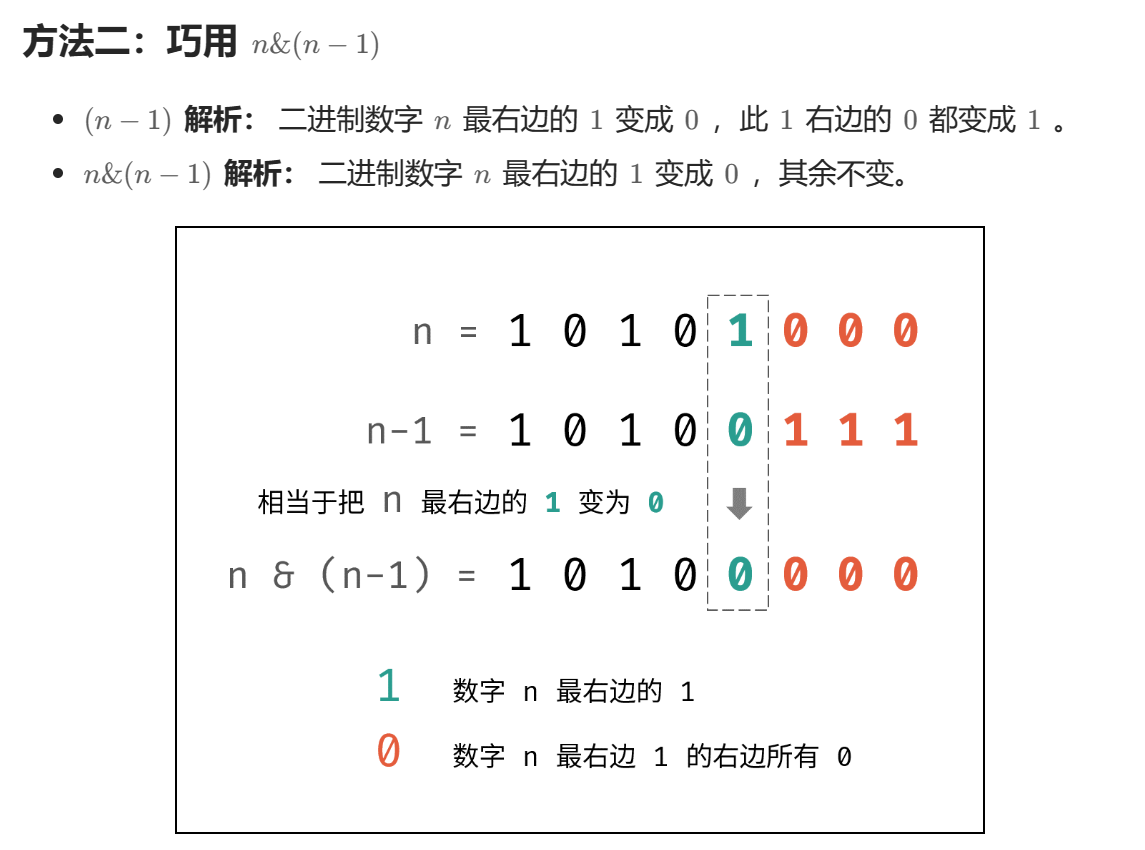 方法二：巧用 n&(n − 1)
• (n − 1) 解析： 二进制数字 n 最右边的 1 变成 0 ，此 1 右边的 0 都变成 1 。
• n&(n − 1) 解析： 二进制数字 n 最右边的 1 变成 0 ，其余不变。
n = 1 0 1 0 1 0 0 0
n-1 = 1 0 1 0 0 1 1 1
相当于把 n 最右边的 1 变为 0
n & (n-1) = 1 0 1 0 0 0 0 0
1 数字 n 最右边的 1
0 数字 n 最右边 1 的右边所有 0